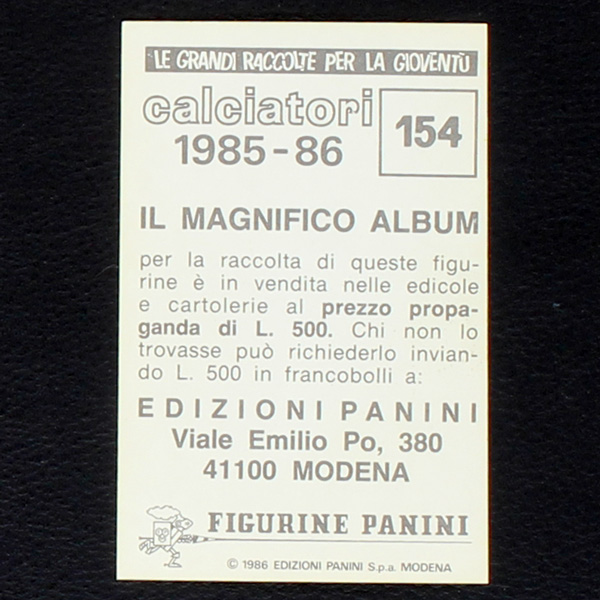 LE GRANDI RACCOLTE PER LA GIOVENTÙ
calciatori
1985-86
154
IL MAGNIFICO ALBUM
per la raccolta di queste figu-
rine è in vendita nelle edicole
e cartolerie al prezzo propa-
ganda di L. 500. Chi non lo
trovasse può richiederlo invian-
do L. 500 in francobolli a:
EDIZIONI PANINI
Viale Emilio Po, 380
41100 MODENA
FIGURINE PANINI
© 1986 EDIZIONI PANINI S.p.a. MODENA